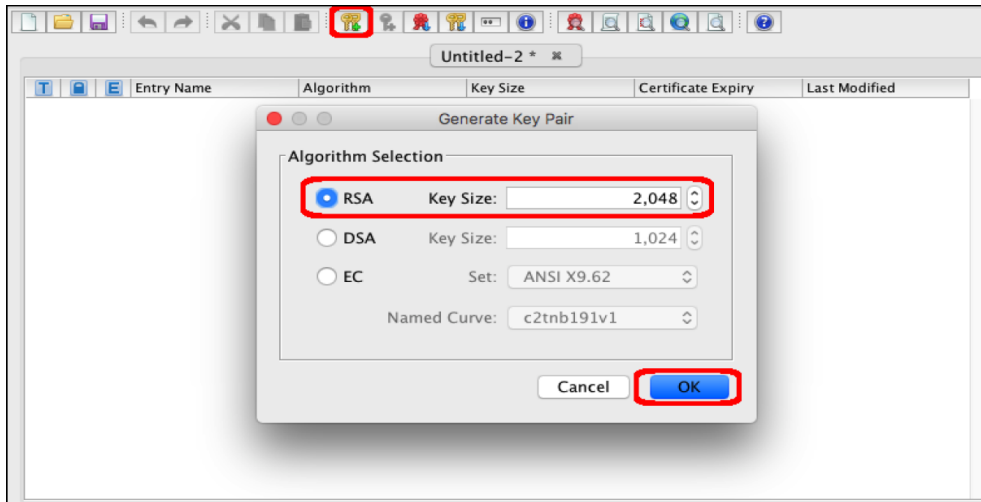 Untitled-2 *
T E Entry Name Algorithm Key Size Certificate Expiry Last Modified
Generate Key Pair
Algorithm Selection
RSA Key Size: 2,048
DSA Key Size: 1,024
EC Set: ANSI X9.62
Named Curve: c2tnb191v1
Cancel OK